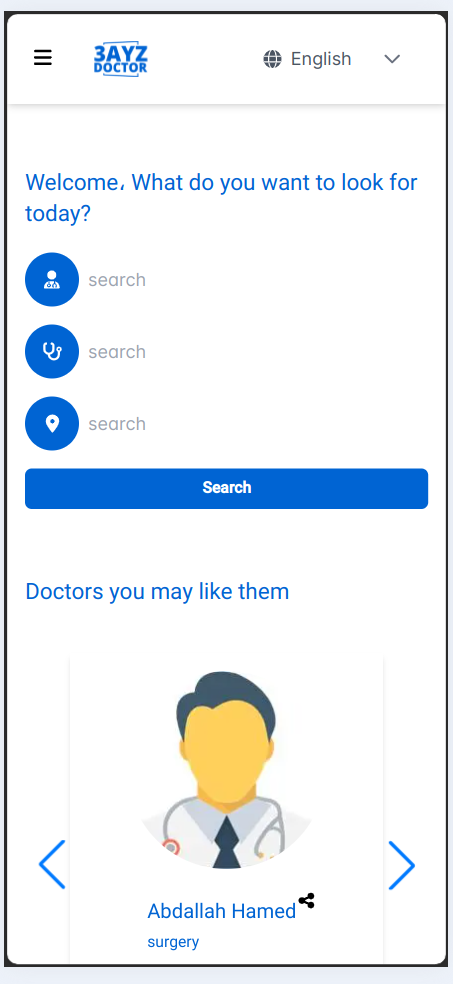 3AYZ
DOCTOR
English
Welcome، What do you want to look for
today?
search
search
search
Search
Doctors you may like them
Abdallah Hamed
surgery